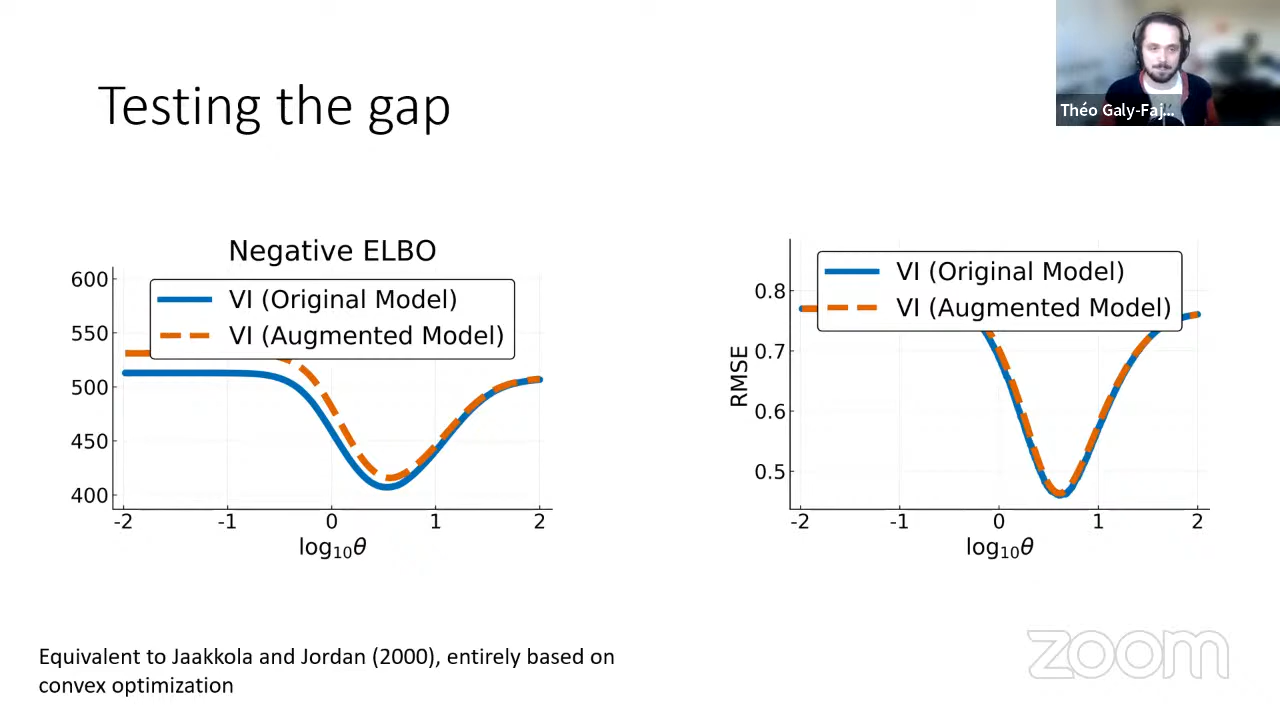 Théo Galy-Faj...
Testing the gap
Negative ELBO
VI (Original Model)
VI (Augmented Model)
600
550
500
450
400
-2 -1 0 1 2
log₁₀θ
VI (Original Model)
VI (Augmented Model)
RMSE
0.8
0.7
0.6
0.5
-2 -1 0 1 2
log₁₀θ
Equivalent to Jaakkola and Jordan (2000), entirely based on
convex optimization
zoom